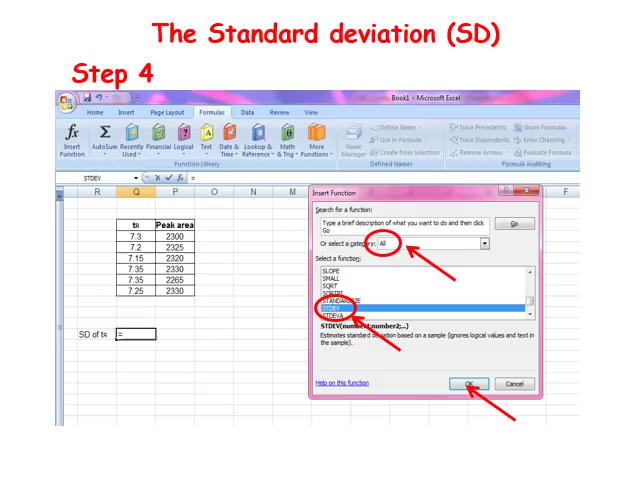 The Standard deviation (SD)
Step 4
Book1 - Microsoft Excel
Home Insert Page Layout Formulas Data Review View
fx Σ A θ
Insert Function AutoSum Recently Used Financial Logical Text Date & Time Lookup & Reference Math & Trig More Functions Name Manager
Define Name Use in Formula Create from Selection
Trace Precedents Show Formulas
Trace Dependents Error Checking
Remove Arrows Evaluate Formula
Function Library Defined Names Formula Auditing
STDEV fx =
R Q P O N M F
tR Peak area
7.3 2300
7.2 2325
7.15 2320
7.35 2330
7.35 2265
7.25 2330
SD of tR =
Insert Function ? X
Search for a function:
Type a brief description of what you want to do and then click
Go
Go
Or select a category: All
Select a function:
SLOPE
SMALL
SQRT
SQRTPI
STANDARDIZE
STDEV
STDEVA
STDEV(number1;number2;...)
Estimates standard deviation based on a sample (ignores logical values and text in
the sample).
Help on this function OK Cancel